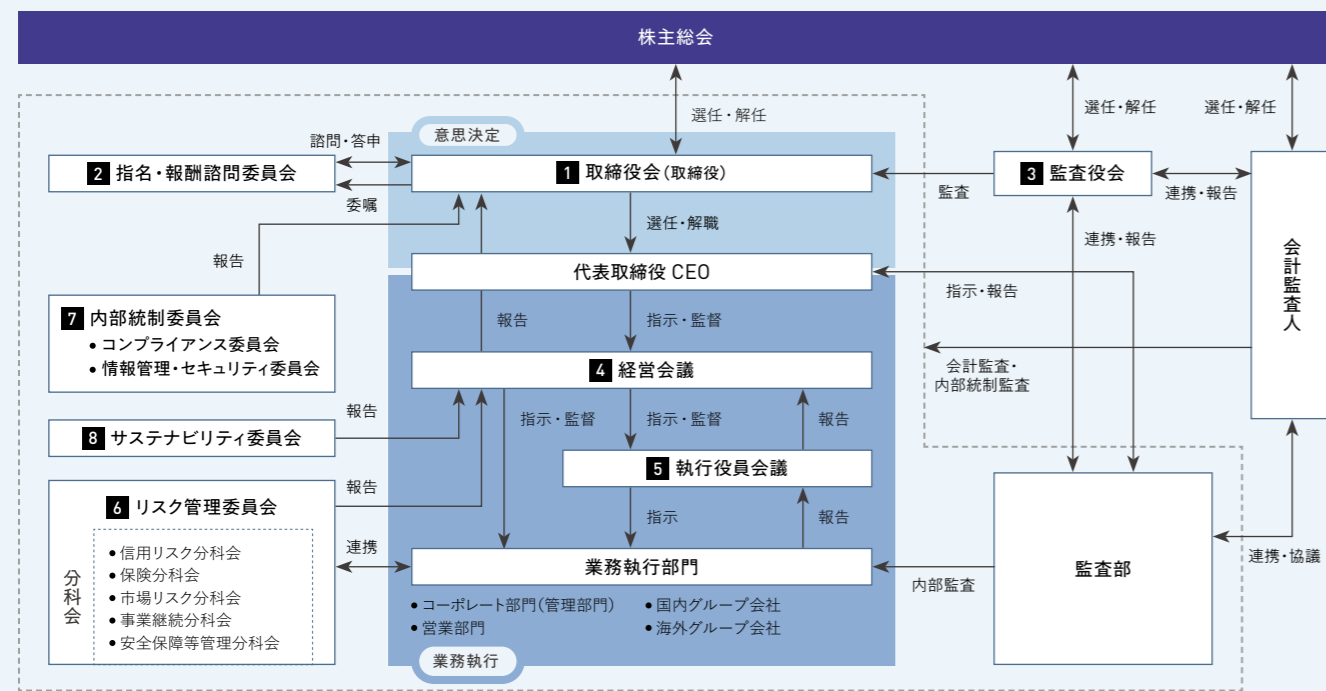 株主総会
選任・解任
選任・解任
選任・解任
意思決定
諮問・答申
2 指名・報酬諮問委員会
1 取締役会(取締役)
3 監査役会
監査
連携・報告
委嘱
選任・解職
連携・報告
報告
代表取締役 CEO
指示・報告
会計監査人
7 内部統制委員会
• コンプライアンス委員会
• 情報管理・セキュリティ委員会
報告
指示・監督
4 経営会議
会計監査・
内部統制監査
報告
指示・監督
指示・監督
報告
8 サステナビリティ委員会
5 執行役員会議
報告
6 リスク管理委員会
指示
報告
分科会
• 信用リスク分科会
• 保険分科会
• 市場リスク分科会
• 事業継続分科会
• 安全保障等管理分科会
連携
業務執行部門
内部監査
監査部
連携・協議
• コーポレート部門(管理部門)
• 国内グループ会社
• 営業部門
• 海外グループ会社
業務執行